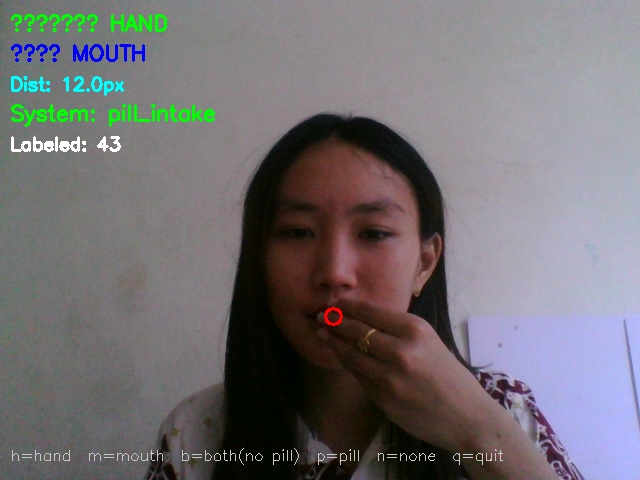 ??????? HAND
???? MOUTH
Dist: 12.0px
System: pill_intake
Labeled: 43
h=hand m=mouth b=both(no pill) p=pill n=none q=quit